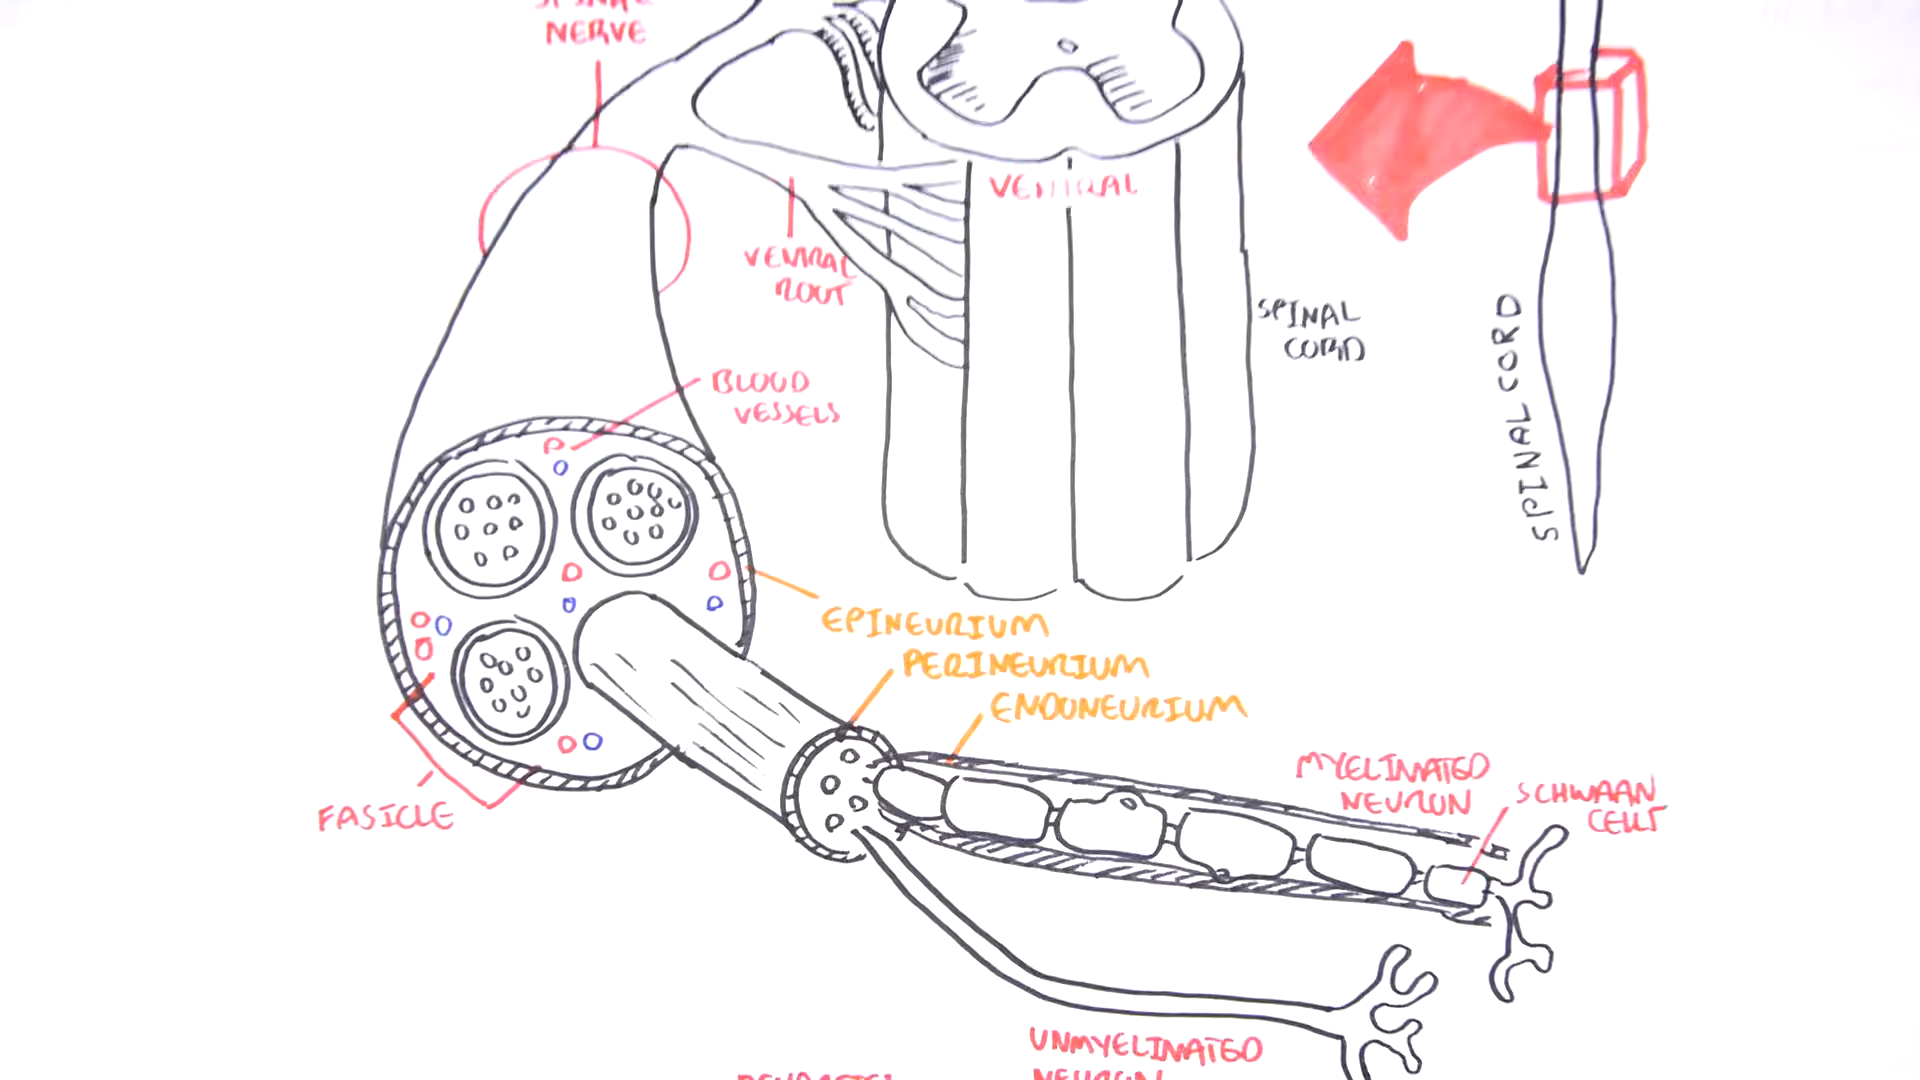 NERVE
VENTRAL
VENTRAL
ROOT
SPINAL
CORD
SPINAL CORD
BLOOD
VESSELS
EPINEURIUM
PERINEURIUM
ENDONEURIUM
FASICLE
MYELINATED
NEURON
SCHWAAN
CELL
UNMYELINATED
NEURON